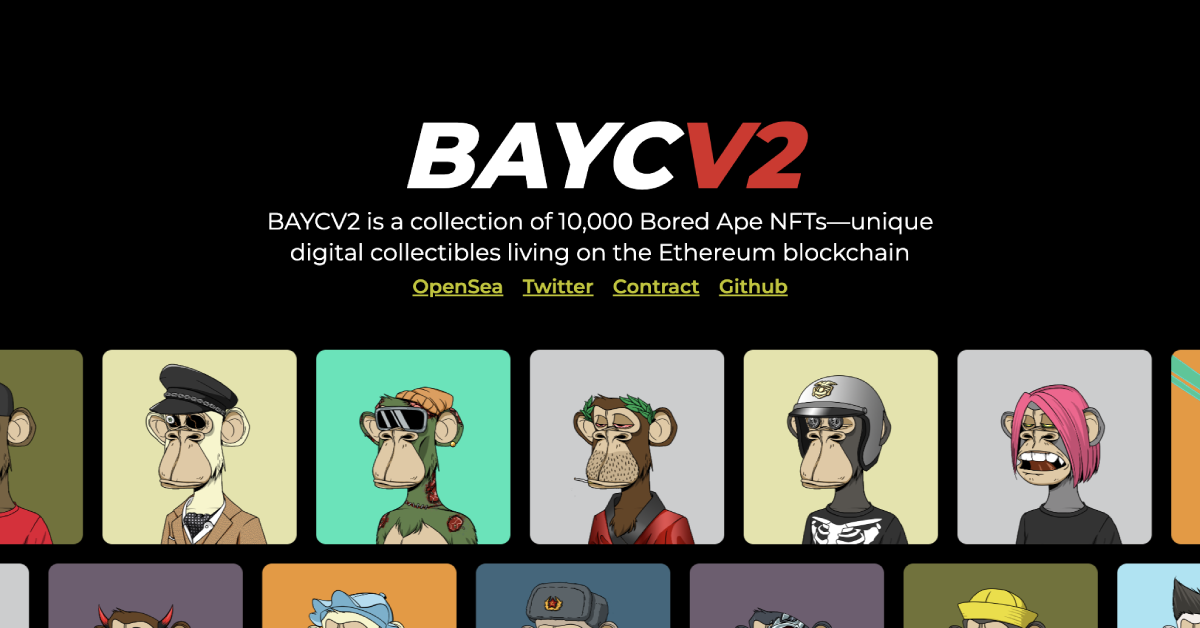 BAYCV2
BAYCV2 is a collection of 10,000 Bored Ape NFTs—unique
digital collectibles living on the Ethereum blockchain
OpenSea Twitter Contract Github